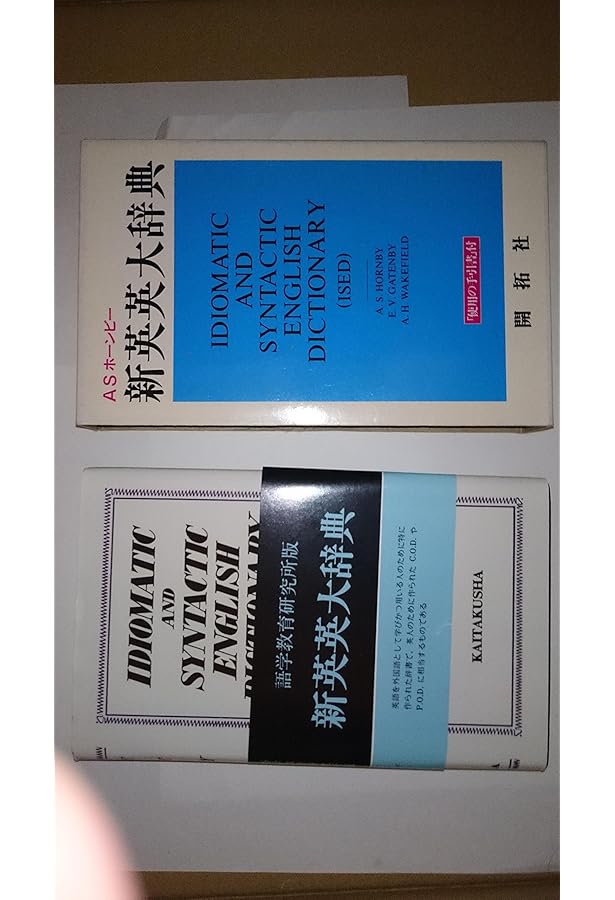 ASホーンビー
新英英大辞典
IDIOMATIC
AND
SYNTACTIC
ENGLISH
DICTIONARY
(ISED)
A.S.HORNBY
E.V.GATENBY
A.H.WAKEFIELD
「使用の手引書」付
開拓社
IDIOMATIC
AND
SYNTACTIC
ENGLISH
DICTIONARY
語学教育研究所版
新英英大辞典
英語を外国語として学びかつ用いる人のために特に
作られた辞書で、英人のために作られた C.O.D. や
P.O.D. に相当するものである
KAITAKUSHA